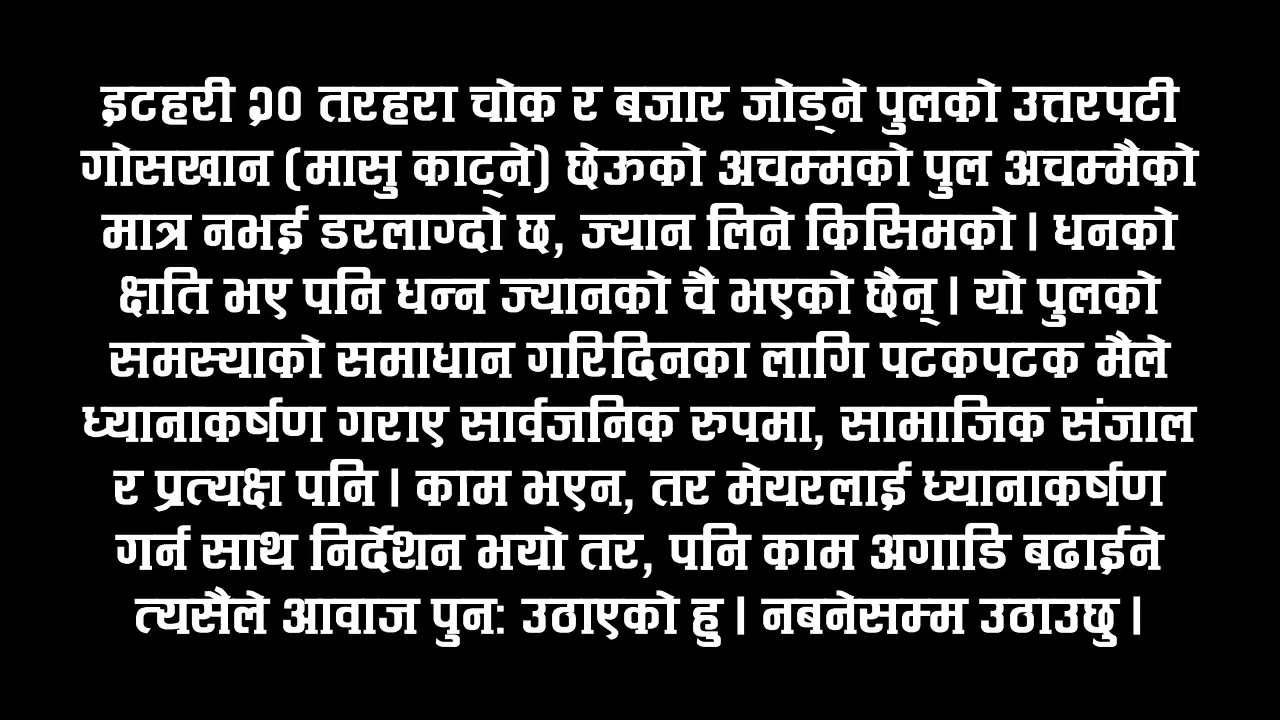 इटहरी २० तरहरा चोक र बजार जोड्ने पुलको उत्तरपटी
गोसखान (मासु काट्ने) छेऊको अचम्मको पुल अचम्मैको
मात्र नभई डरलाग्दो छ, ज्यान लिने किसिमको । धनको
क्षति भए पनि धन्न ज्यानको चै भएको छैन् । यो पुलको
समस्याको समाधान गरिदिनका लागि पटकपटक मैले
ध्यानाकर्षण गराए सार्वजनिक रुपमा, सामाजिक संजाल
र प्रत्यक्ष पनि । काम भएन, तर मेयरलाई ध्यानाकर्षण
गर्न साथ निर्देशन भयो तर, पनि काम अगाडि बढाईने
त्यसैले आवाज पुन: उठाएको हु । नबनेसम्म उठाउछु ।